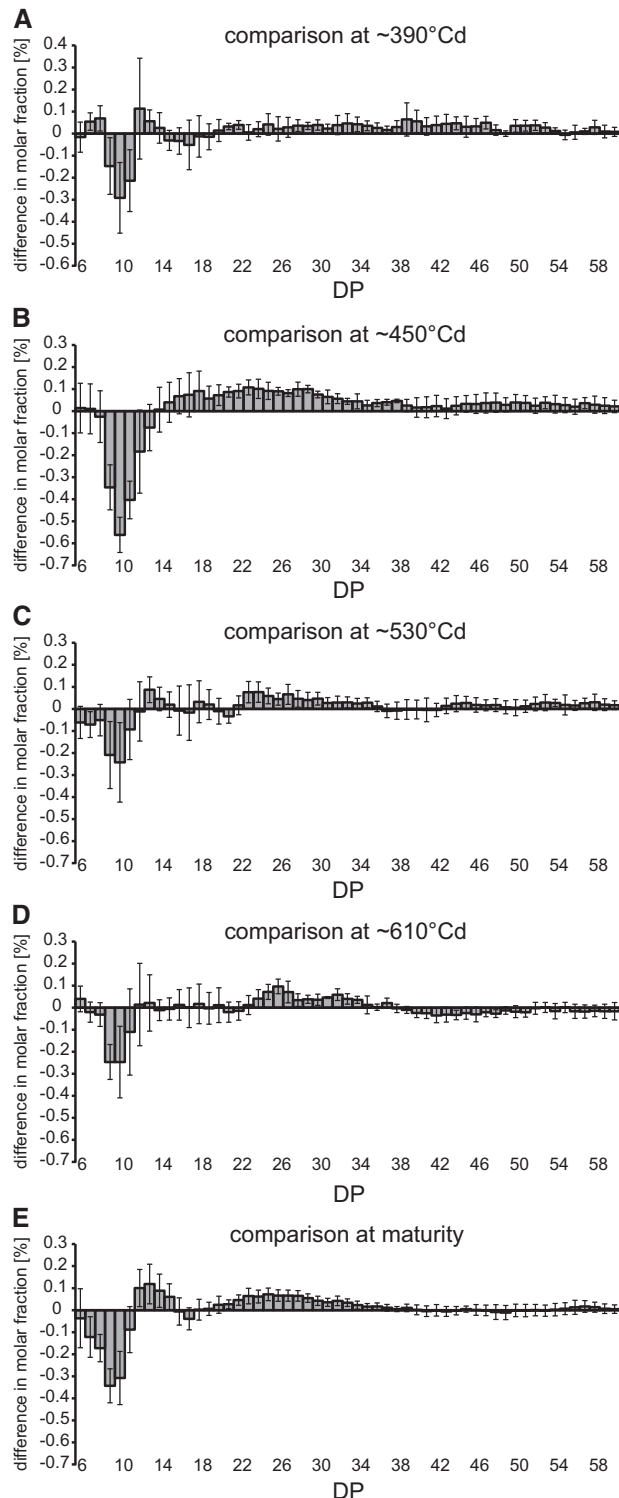 A
comparison at ~390°Cd
difference in molar fraction [%]
0.4
0.3
0.2
0.1
0
-0.1
-0.2
-0.3
-0.4
-0.5
-0.6
6 10 14 18 22 26 30 34 38 42 46 50 54 58
DP
B
comparison at ~450°Cd
difference in molar fraction [%]
0.3
0.2
0.1
0
-0.1
-0.2
-0.3
-0.4
-0.5
-0.6
-0.7
6 10 14 18 22 26 30 34 38 42 46 50 54 58
DP
C
comparison at ~530°Cd
difference in molar fraction [%]
0.3
0.2
0.1
0
-0.1
-0.2
-0.3
-0.4
-0.5
-0.6
-0.7
6 10 14 18 22 26 30 34 38 42 46 50 54 58
DP
D
comparison at ~610°Cd
difference in molar fraction [%]
0.3
0.2
0.1
0
-0.1
-0.2
-0.3
-0.4
-0.5
-0.6
-0.7
6 10 14 18 22 26 30 34 38 42 46 50 54 58
DP
E
comparison at maturity
difference in molar fraction [%]
0.3
0.2
0.1
0
-0.1
-0.2
-0.3
-0.4
-0.5
-0.6
-0.7
6 10 14 18 22 26 30 34 38 42 46 50 54 58
DP